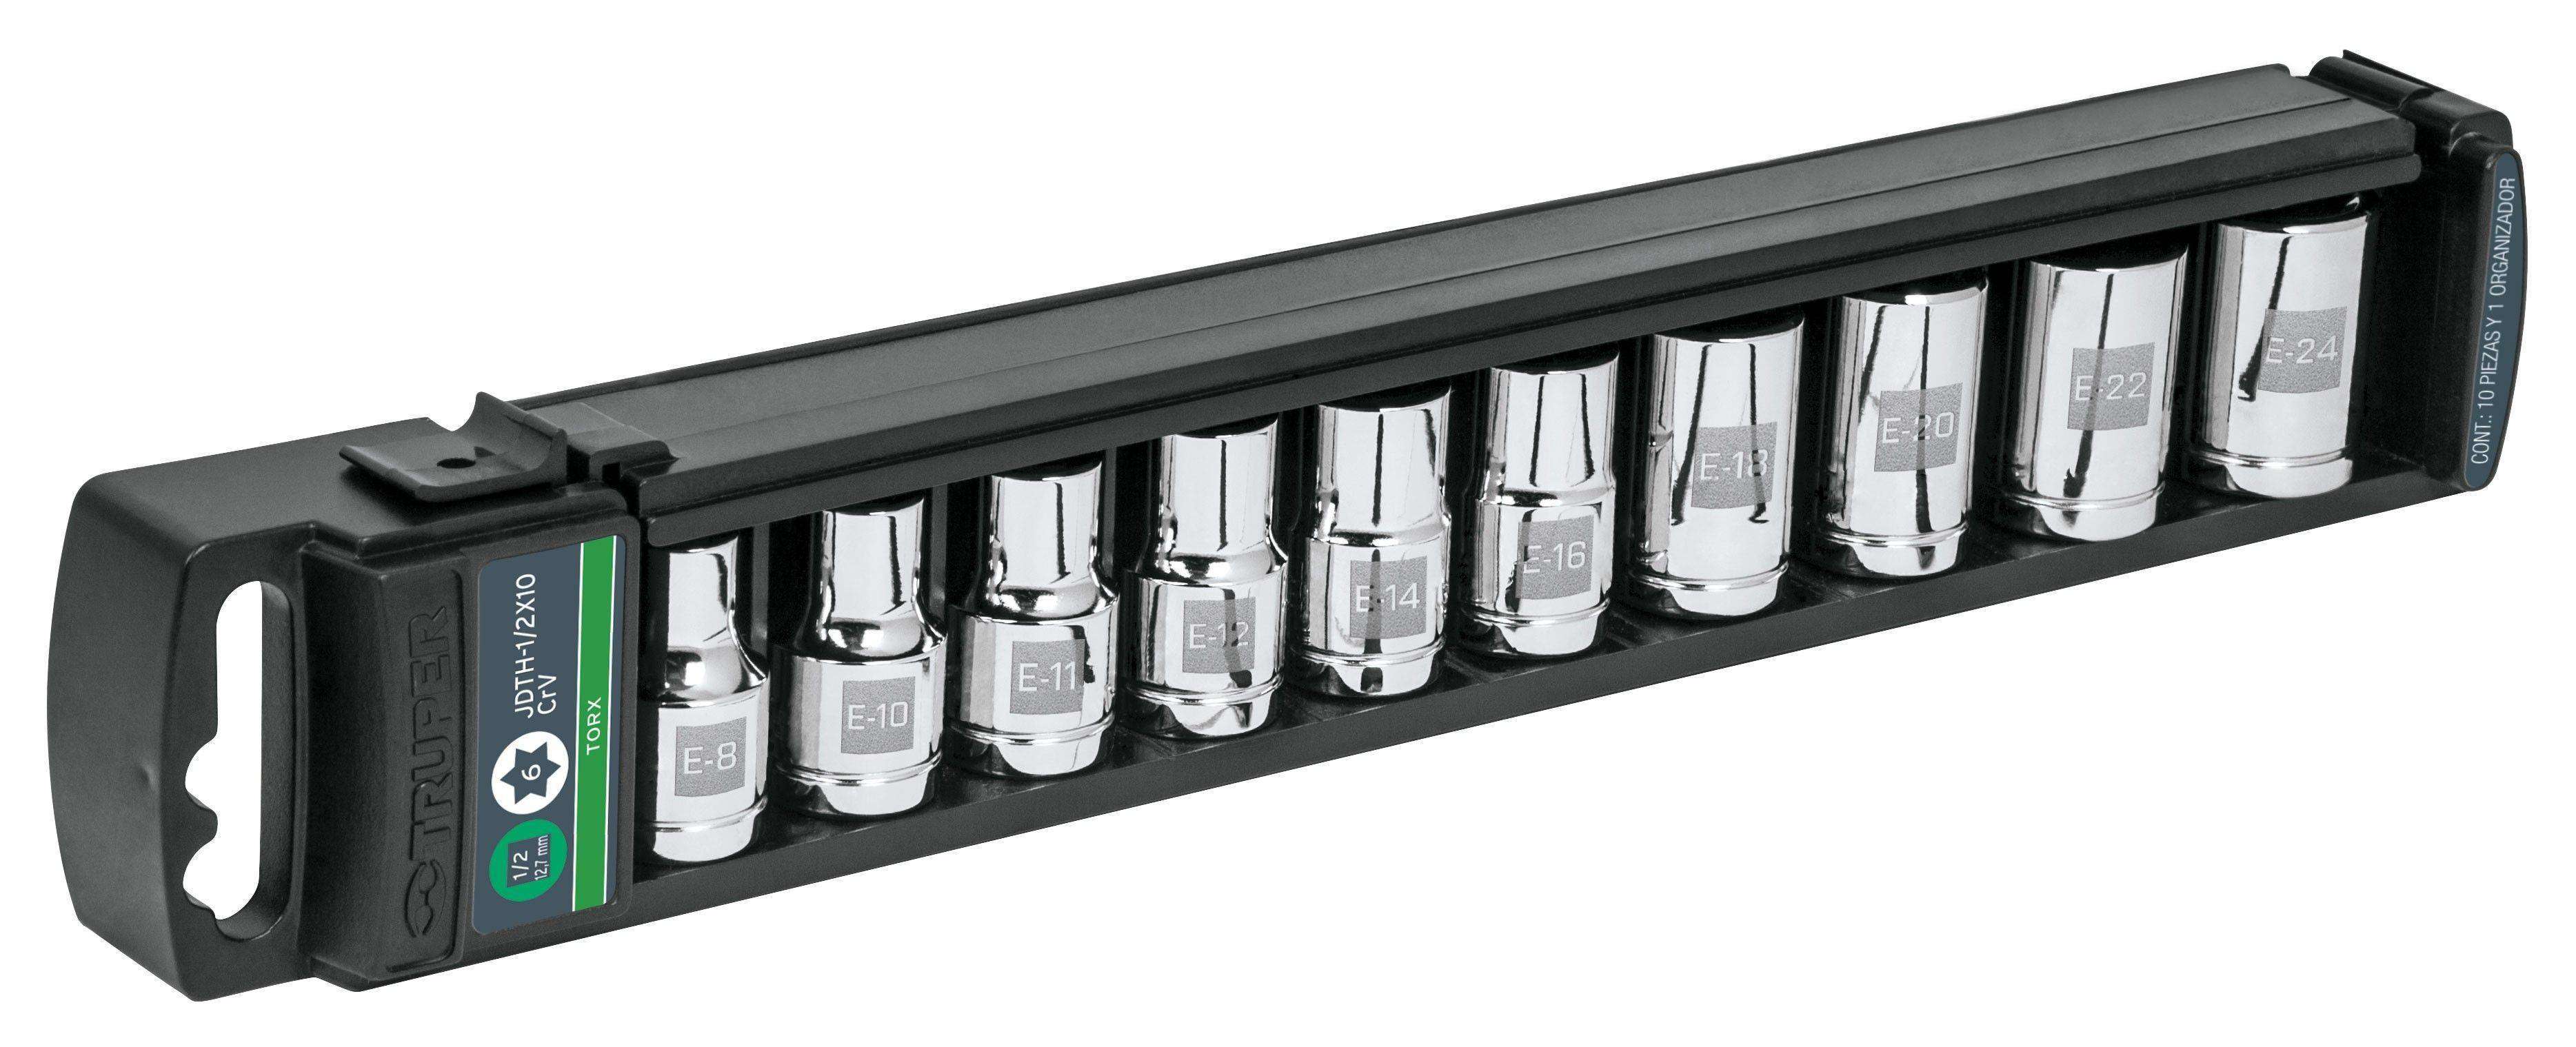 TRUPER
1/2
12,7 mm
6
JDTH-1/2X10
CrV
TORX
E-8
E-10
E-11
E-12
E-14
E-16
E-18
E-20
E-22
E-24
CONT.: 10 PIEZAS Y 1 ORGANIZADOR